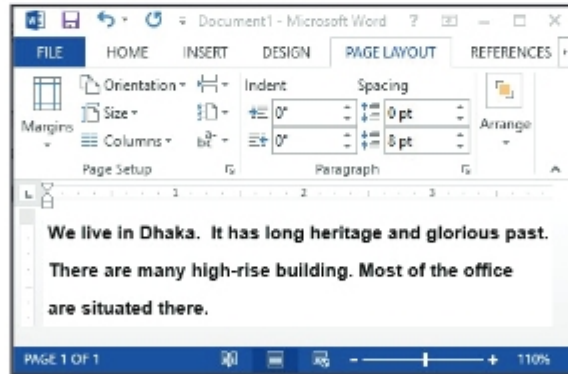 Document1 - Microsoft Word ?
FILE HOME INSERT DESIGN PAGE LAYOUT REFERENCES
Orientation Indent Spacing
Margins Size 0" 0 pt Arrange
Columns 0" 8 pt
Page Setup Paragraph
1 2 3
We live in Dhaka. It has long heritage and glorious past.
There are many high-rise building. Most of the office
are situated there.
PAGE 1 OF 1 - + 110%